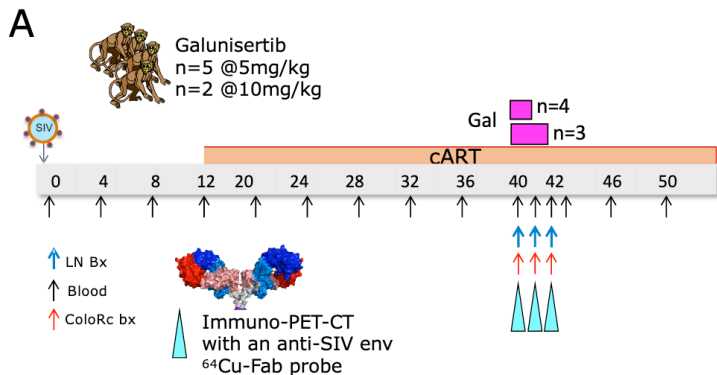 A
Galunisertib
n=5 @5mg/kg
n=2 @10mg/kg
SIV
Gal
n=4
n=3
cART
0 4 8 12 20 24 28 32 36 40 42 46 50
LN Bx
Blood
ColoRc bx
Immuno-PET-CT
with an anti-SIV env
⁶⁴Cu-Fab probe